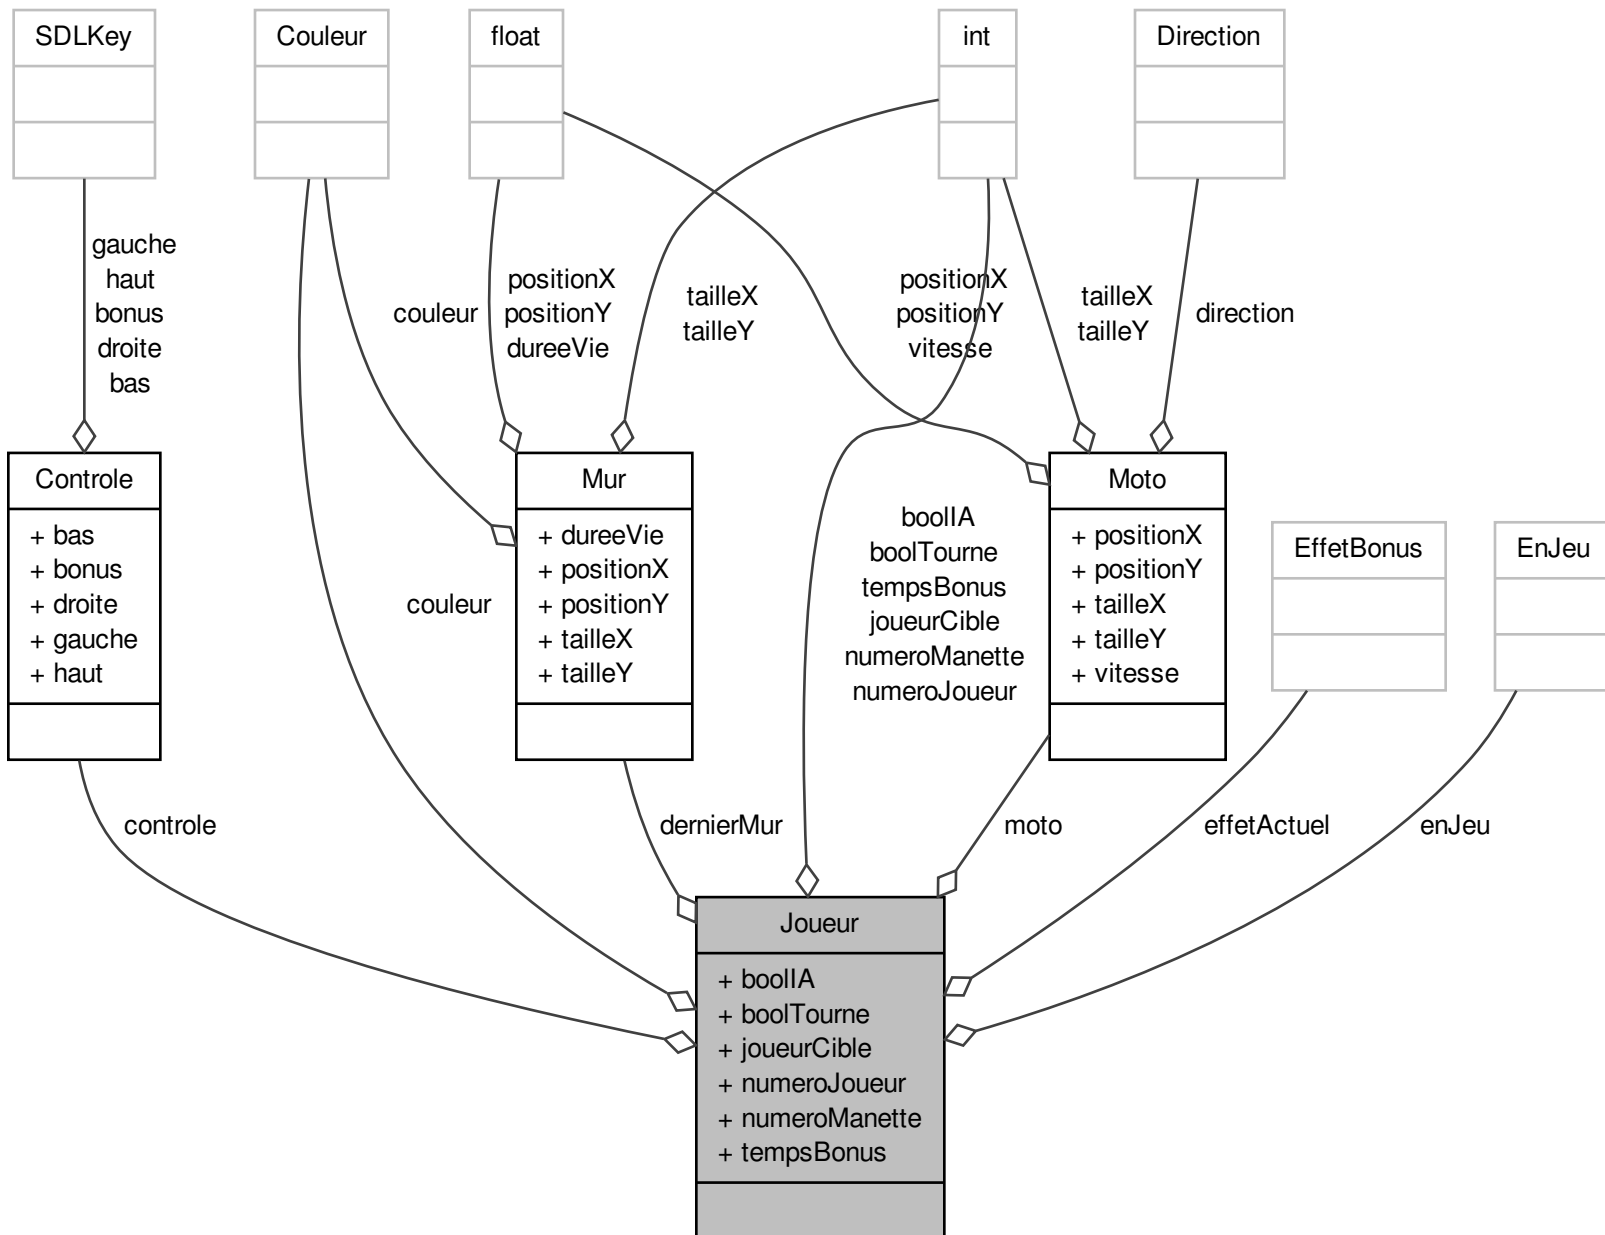 SDLKey
Couleur
float
int
Direction
gauche
haut
bonus
droite
bas
couleur
positionX
positionY
dureeVie
tailleX
tailleY
positionX
positionY
vitesse
tailleX
tailleY
direction
Controle
+ bas
+ bonus
+ droite
+ gauche
+ haut
couleur
Mur
+ dureeVie
+ positionX
+ positionY
+ tailleX
+ tailleY
boolIA
boolTourne
tempsBonus
joueurCible
numeroManette
numeroJoueur
Moto
+ positionX
+ positionY
+ tailleX
+ tailleY
+ vitesse
EffetBonus
EnJeu
controle
dernierMur
moto
effetActuel
enJeu
Joueur
+ boolIA
+ boolTourne
+ joueurCible
+ numeroJoueur
+ numeroManette
+ tempsBonus